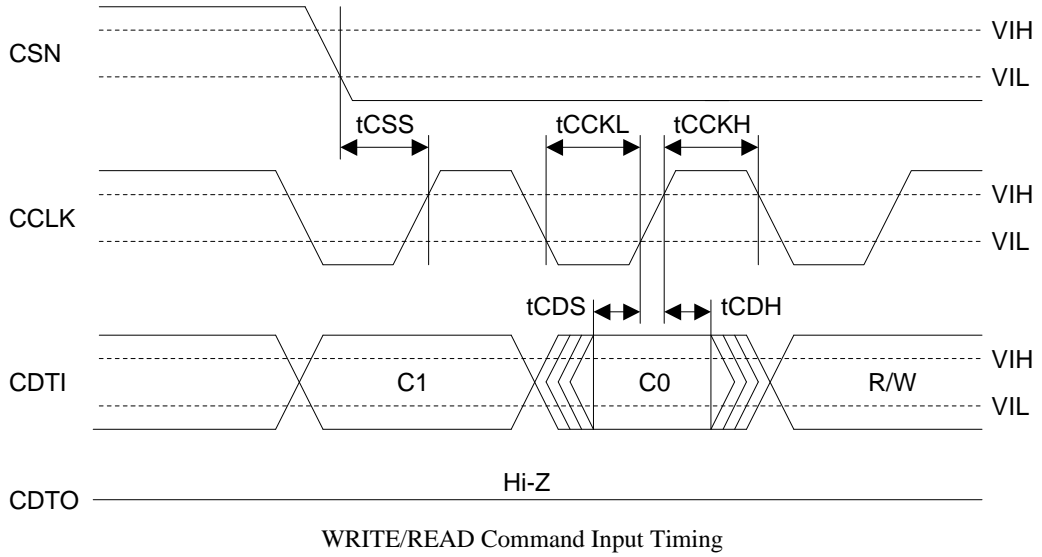 VIH
CSN
VIL
tCSS
tCCKL
tCCKH
VIH
CCLK
VIL
tCDS
tCDH
VIH
CDTI
C1
C0
R/W
VIL
Hi-Z
CDTO
WRITE/READ Command Input Timing